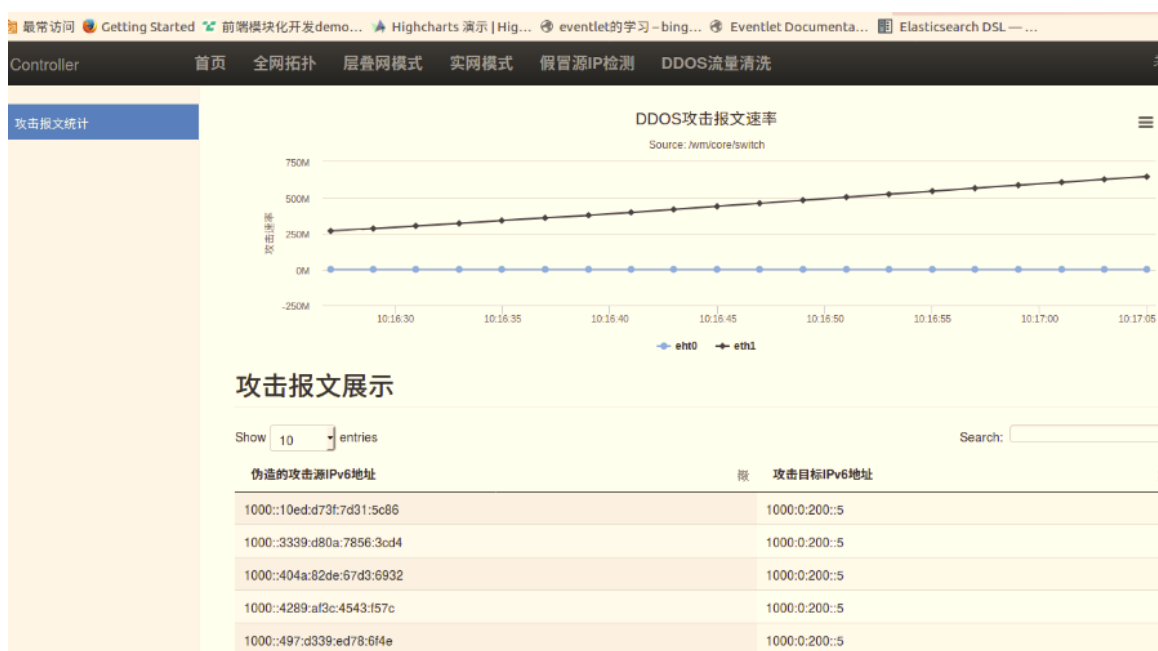 最常访问 Getting Started 前端模块化开发demo... Highcharts 演示 | Hig... eventlet的学习 – bing... Eventlet Documenta... Elasticsearch DSL — ...
Controller 首页 全网拓扑 层叠网模式 实网模式 假冒源IP检测 DDOS流量清洗
攻击报文统计
DDOS攻击报文速率
Source: /wm/core/switch
攻击速率
750M
500M
250M
0M
-250M
10:16:30 10:16:35 10:16:40 10:16:45 10:16:50 10:16:55 10:17:00 10:17:05
eht0 eth1
攻击报文展示
Show 10 entries Search:
伪造的攻击源IPv6地址 攻击目标IPv6地址
1000::10ed:d73f:7d31:5c86 1000:0:200::5
1000::3339:d80a:7856:3cd4 1000:0:200::5
1000::404a:82de:67d3:6932 1000:0:200::5
1000::4289:af3c:4543:f57c 1000:0:200::5
1000::497:d339:ed78:6f4e 1000:0:200::5